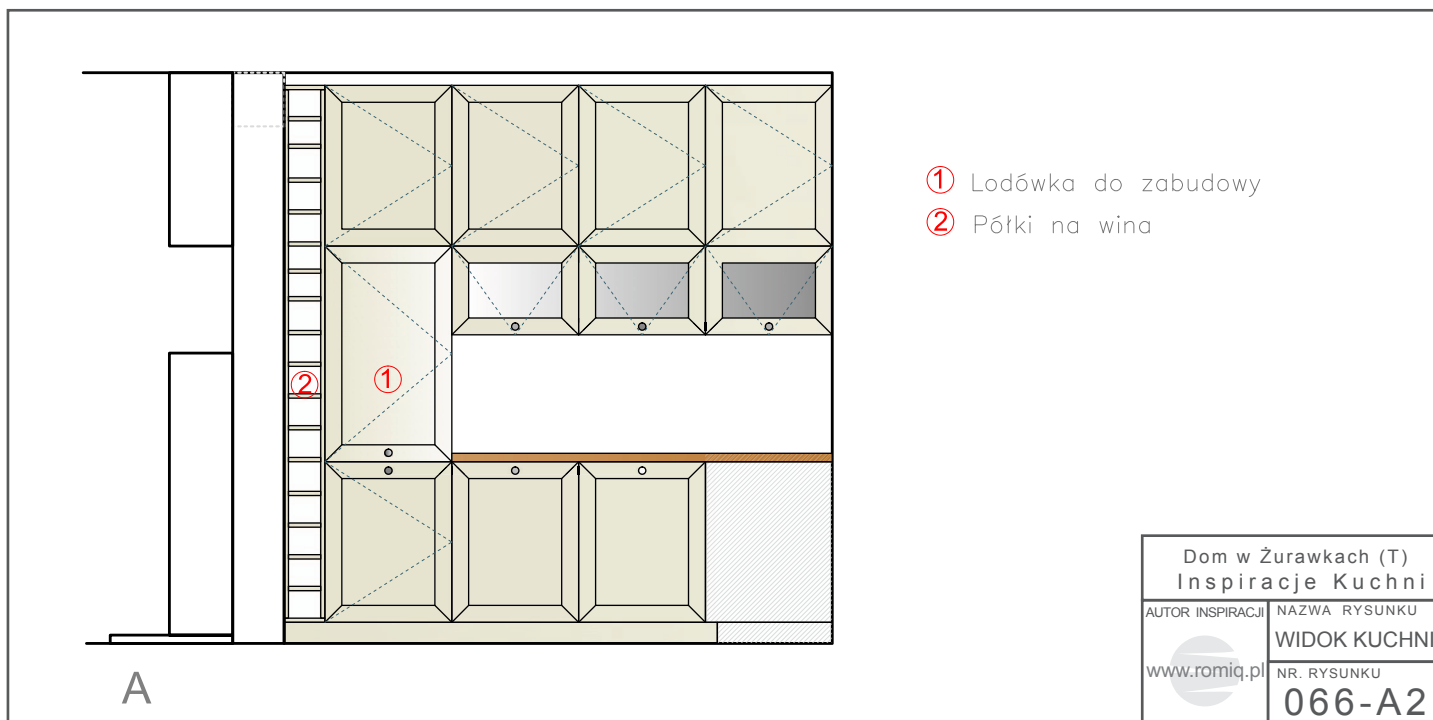 ① Lodówka do zabudowy
② Półki na wina
②
①
A
Dom w Żurawkach (T)
Inspiracje Kuchni
AUTOR INSPIRACJI
www.romiq.pl
NAZWA RYSUNKU
WIDOK KUCHNI
NR. RYSUNKU
066-A2